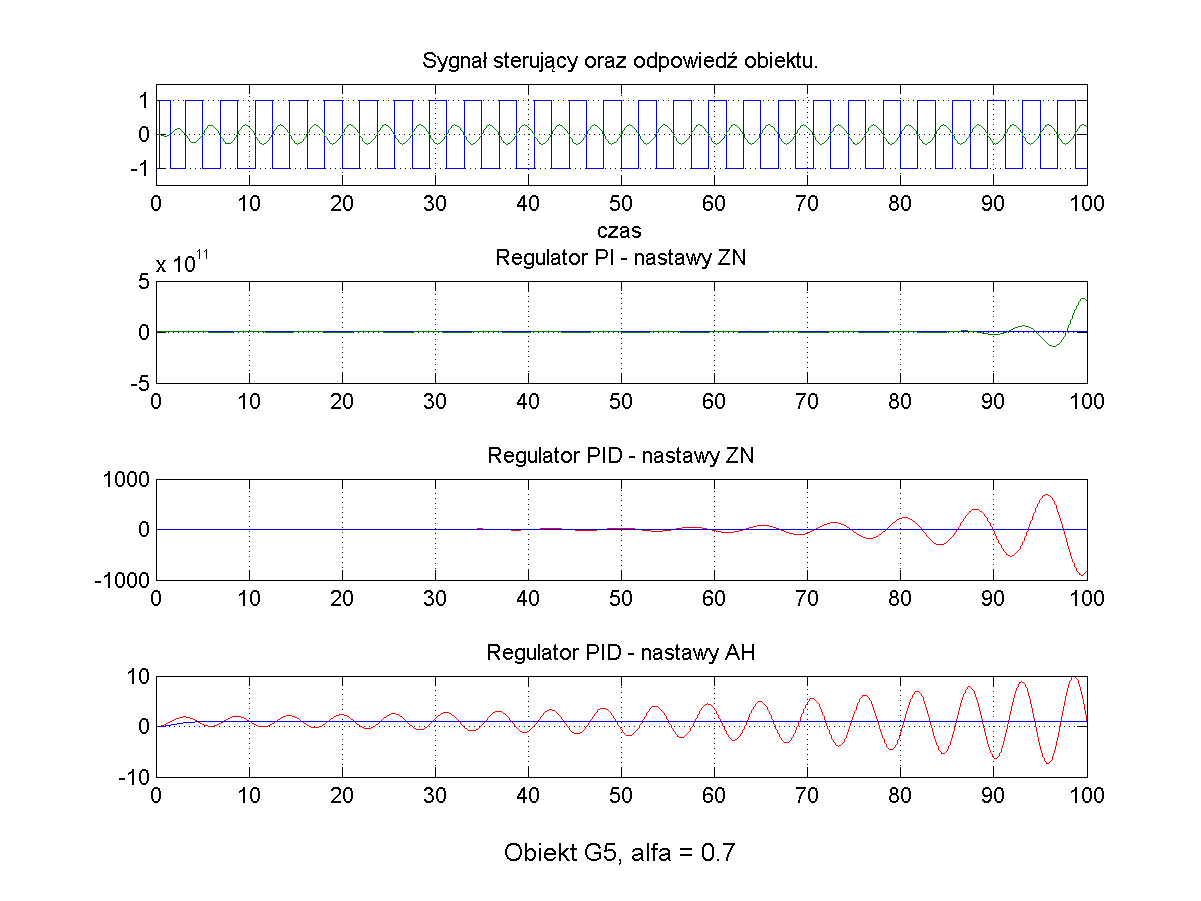 Sygnał sterujący oraz odpowiedź obiektu.
1
0
-1
0 10 20 30 40 50 60 70 80 90 100
czas
Regulator PI - nastawy ZN
x 10^11
5
0
-5
0 10 20 30 40 50 60 70 80 90 100
Regulator PID - nastawy ZN
1000
0
-1000
0 10 20 30 40 50 60 70 80 90 100
Regulator PID - nastawy AH
10
0
-10
0 10 20 30 40 50 60 70 80 90 100
Obiekt G5, alfa = 0.7